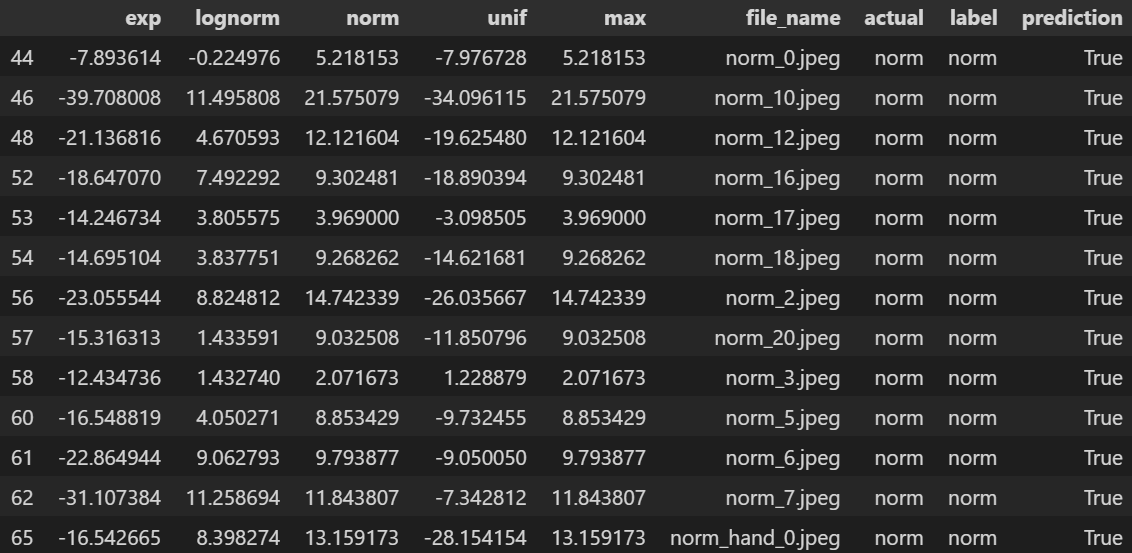 exp lognorm norm unif max file_name actual label prediction
44 -7.893614 -0.224976 5.218153 -7.976728 5.218153 norm_0.jpeg norm norm True
46 -39.708008 11.495808 21.575079 -34.096115 21.575079 norm_10.jpeg norm norm True
48 -21.136816 4.670593 12.121604 -19.625480 12.121604 norm_12.jpeg norm norm True
52 -18.647070 7.492292 9.302481 -18.890394 9.302481 norm_16.jpeg norm norm True
53 -14.246734 3.805575 3.969000 -3.098505 3.969000 norm_17.jpeg norm norm True
54 -14.695104 3.837751 9.268262 -14.621681 9.268262 norm_18.jpeg norm norm True
56 -23.055544 8.824812 14.742339 -26.035667 14.742339 norm_2.jpeg norm norm True
57 -15.316313 1.433591 9.032508 -11.850796 9.032508 norm_20.jpeg norm norm True
58 -12.434736 1.432740 2.071673 1.228879 2.071673 norm_3.jpeg norm norm True
60 -16.548819 4.050271 8.853429 -9.732455 8.853429 norm_5.jpeg norm norm True
61 -22.864944 9.062793 9.793877 -9.050050 9.793877 norm_6.jpeg norm norm True
62 -31.107384 11.258694 11.843807 -7.342812 11.843807 norm_7.jpeg norm norm True
65 -16.542665 8.398274 13.159173 -28.154154 13.159173 norm_hand_0.jpeg norm norm True